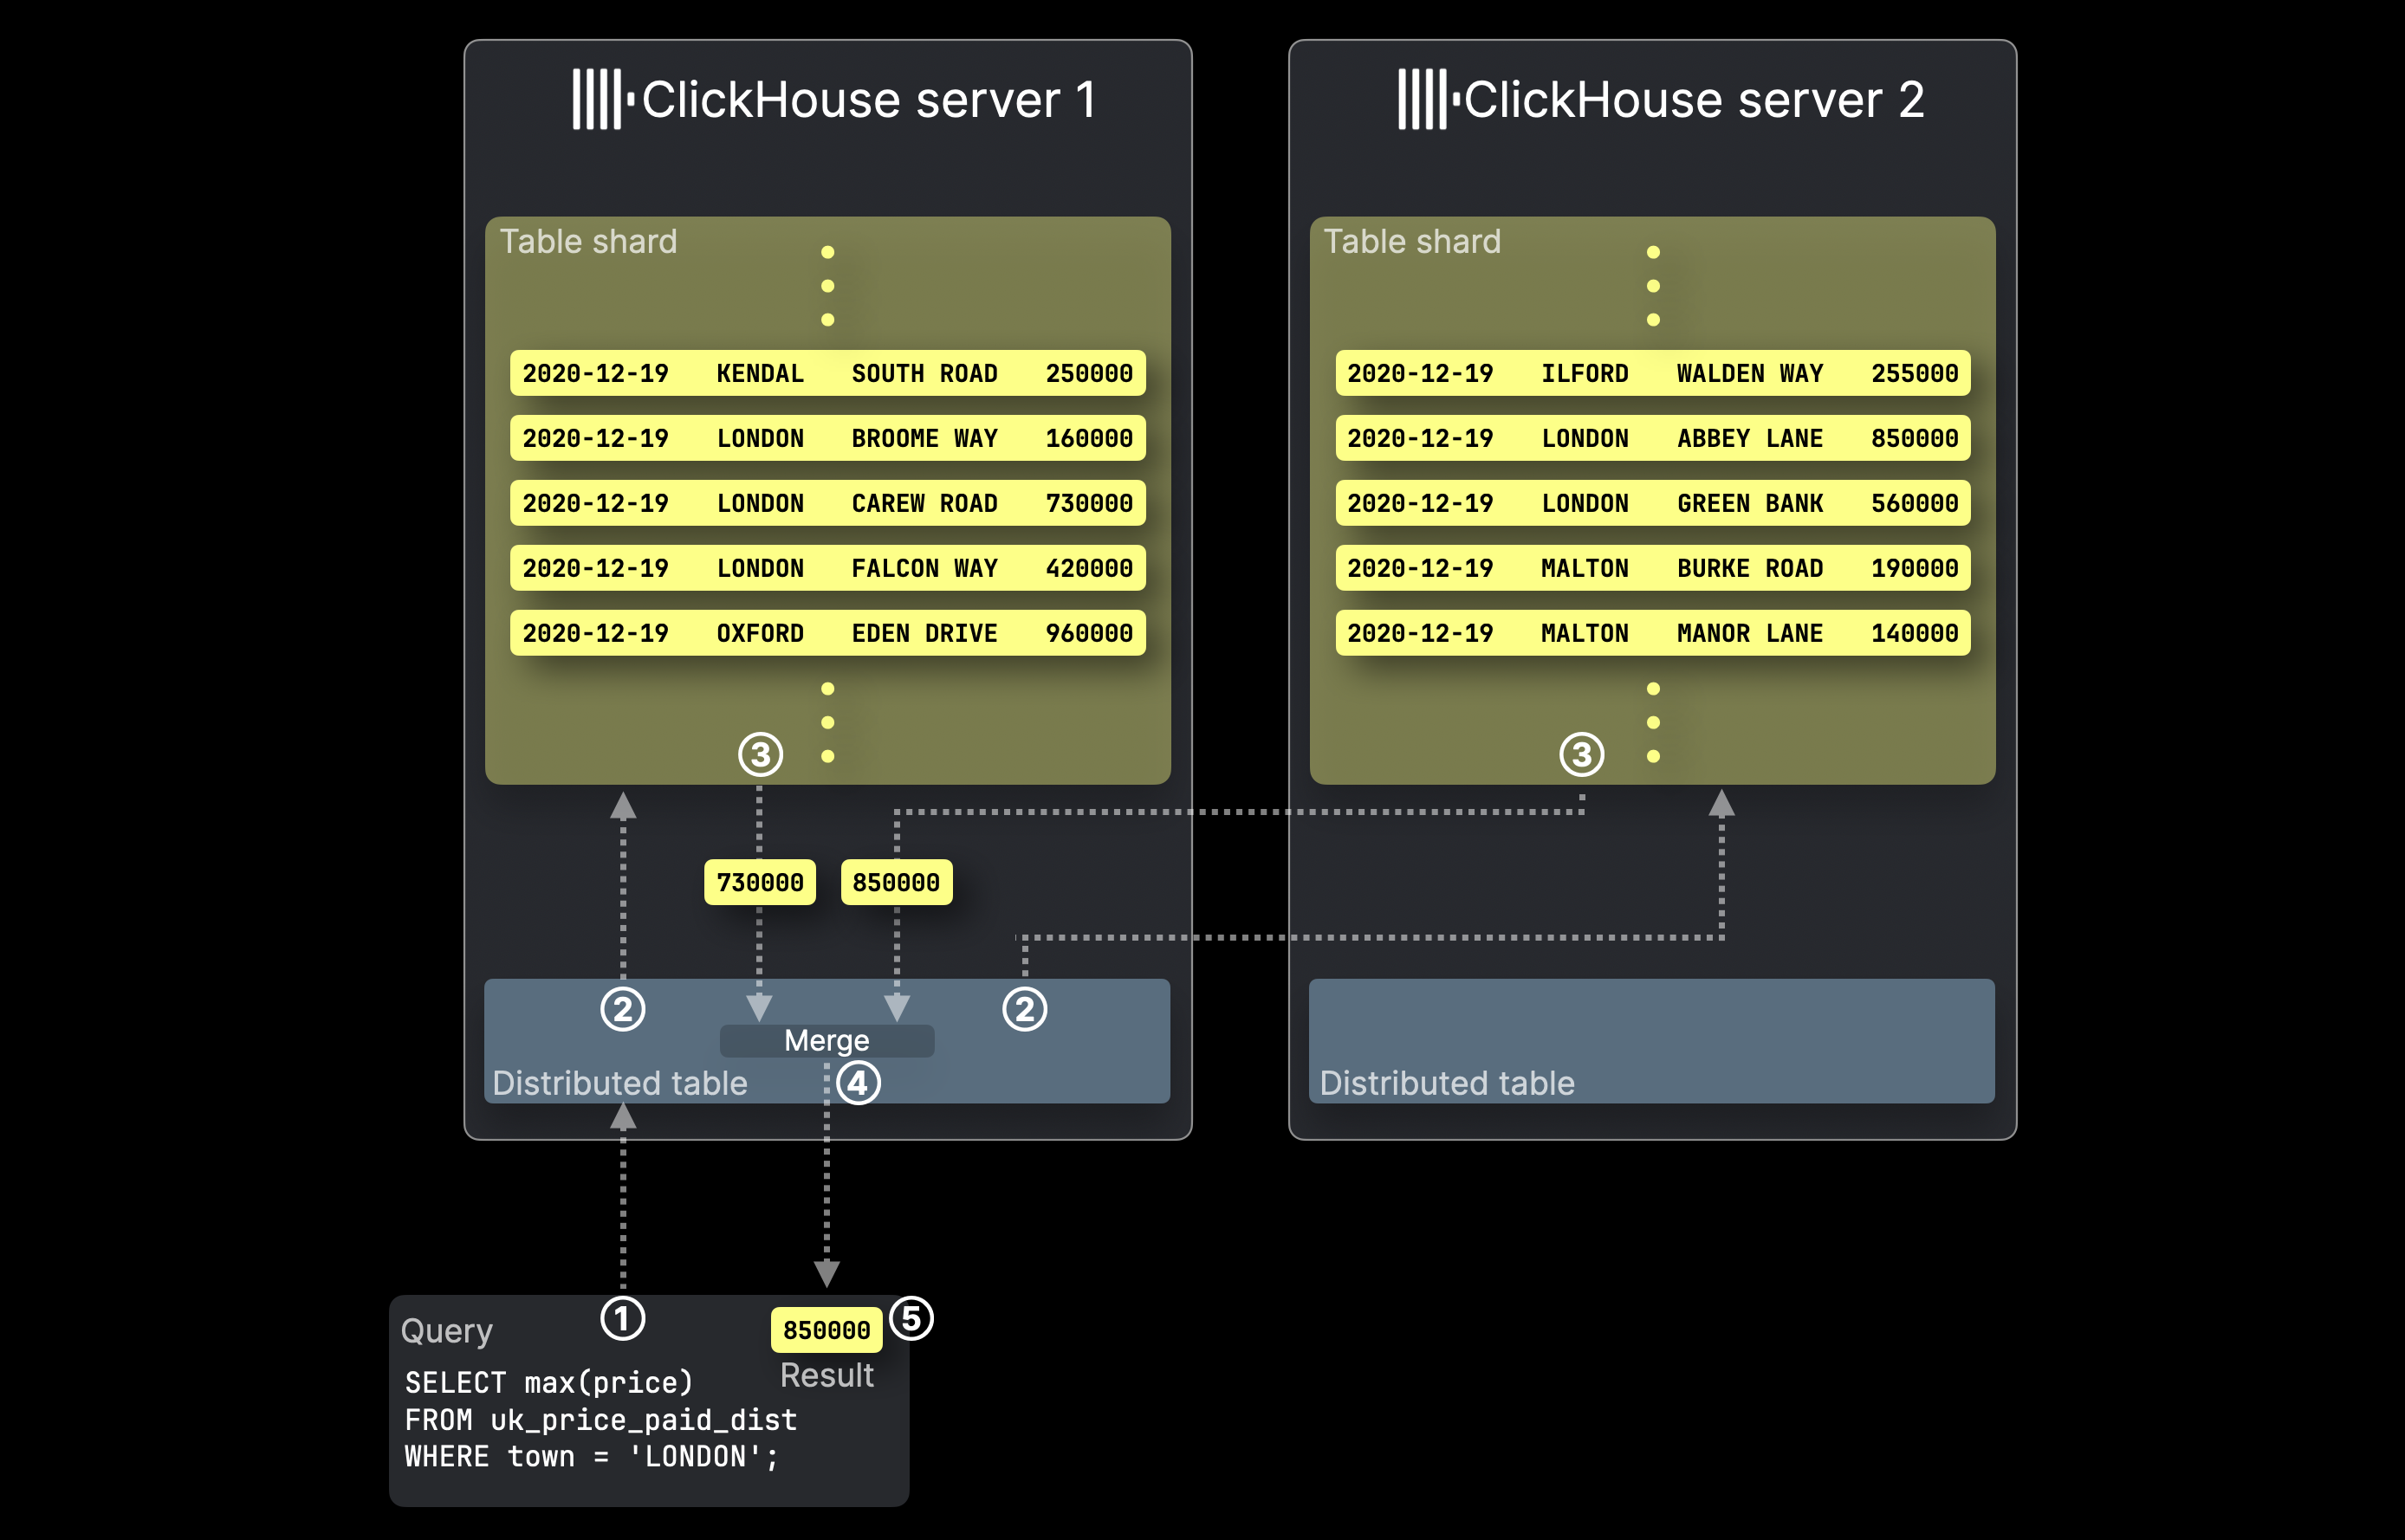 ClickHouse server 1
Table shard
2020-12-19 KENDAL SOUTH ROAD 250000
2020-12-19 LONDON BROOME WAY 160000
2020-12-19 LONDON CAREW ROAD 730000
2020-12-19 LONDON FALCON WAY 420000
2020-12-19 OXFORD EDEN DRIVE 960000
3
730000
850000
2
2
Merge
4
Distributed table
ClickHouse server 2
Table shard
2020-12-19 ILFORD WALDEN WAY 255000
2020-12-19 LONDON ABBEY LANE 850000
2020-12-19 LONDON GREEN BANK 560000
2020-12-19 MALTON BURKE ROAD 190000
2020-12-19 MALTON MANOR LANE 140000
3
Distributed table
Query
1
850000
5
Result
SELECT max(price)
FROM uk_price_paid_dist
WHERE town = 'LONDON';